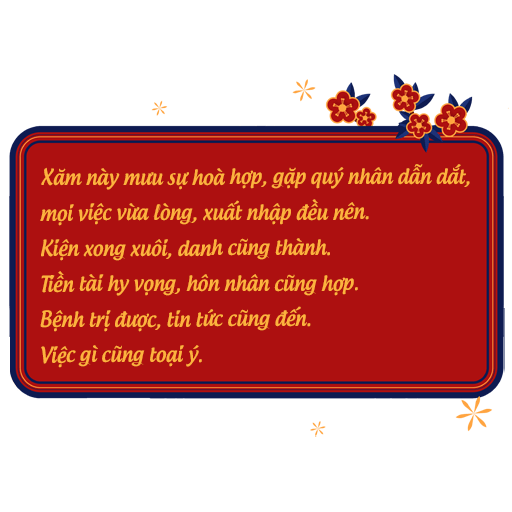 Xăm này mưu sự hoà hợp, gặp quý nhân dẫn dắt,
mọi việc vừa lòng, xuất nhập đều nên.
Kiện xong xuôi, danh cũng thành.
Tiền tài hy vọng, hôn nhân cũng hợp.
Bệnh trị được, tin tức cũng đến.
Việc gì cũng toại ý.